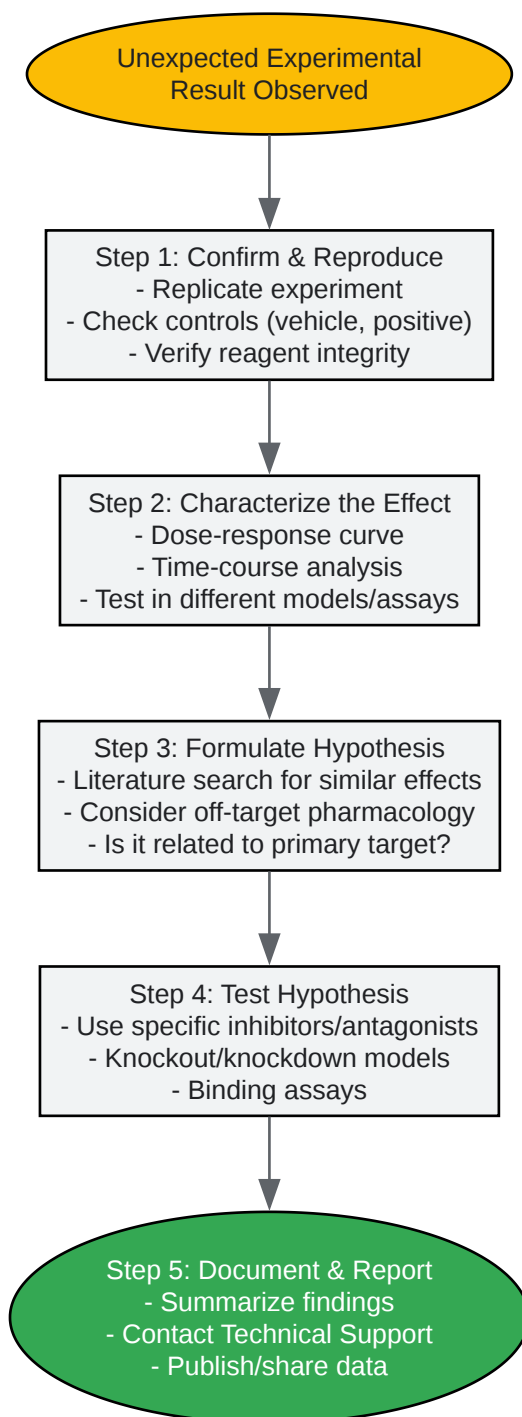 Unexpected Experimental
Result Observed
Step 1: Confirm & Reproduce
- Replicate experiment
- Check controls (vehicle, positive)
- Verify reagent integrity
Step 2: Characterize the Effect
- Dose-response curve
- Time-course analysis
- Test in different models/assays
Step 3: Formulate Hypothesis
- Literature search for similar effects
- Consider off-target pharmacology
- Is it related to primary target?
Step 4: Test Hypothesis
- Use specific inhibitors/antagonists
- Knockout/knockdown models
- Binding assays
Step 5: Document & Report
- Summarize findings
- Contact Technical Support
- Publish/share data